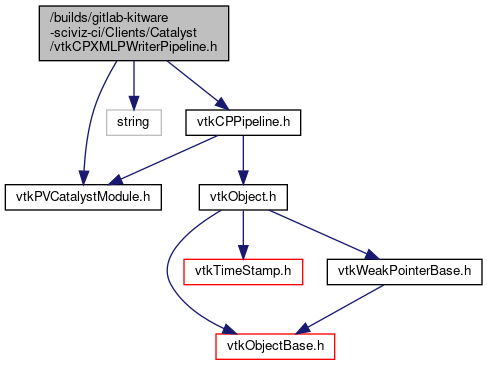 /builds/gitlab-kitware
-sciviz-ci/Clients/Catalyst
/vtkCPXMLPWriterPipeline.h
string
vtkCPPipeline.h
vtkPVCatalystModule.h
vtkObject.h
vtkTimeStamp.h
vtkWeakPointerBase.h
vtkObjectBase.h